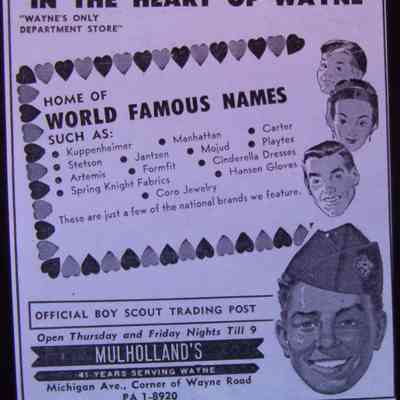 IN THE HEART OF WAYNE
"WAYNE'S ONLY
DEPARTMENT STORE"
HOME OF
WORLD FAMOUS NAMES
SUCH AS:
• Kuppenheimer • Manhattan • Carter
• Stetson • Jantzen • Mojud • Playtex
• Artemis • Formfit • Cinderella Dresses
• Spring Knight Fabrics • Hansen Gloves
• Coro Jewelry
These are just a few of the national brands we feature.
OFFICIAL BOY SCOUT TRADING POST
Open Thursday and Friday Nights Till 9
MULHOLLAND'S
41 YEARS SERVING WAYNE
Michigan Ave., Corner of Wayne Road
PA 1-8920